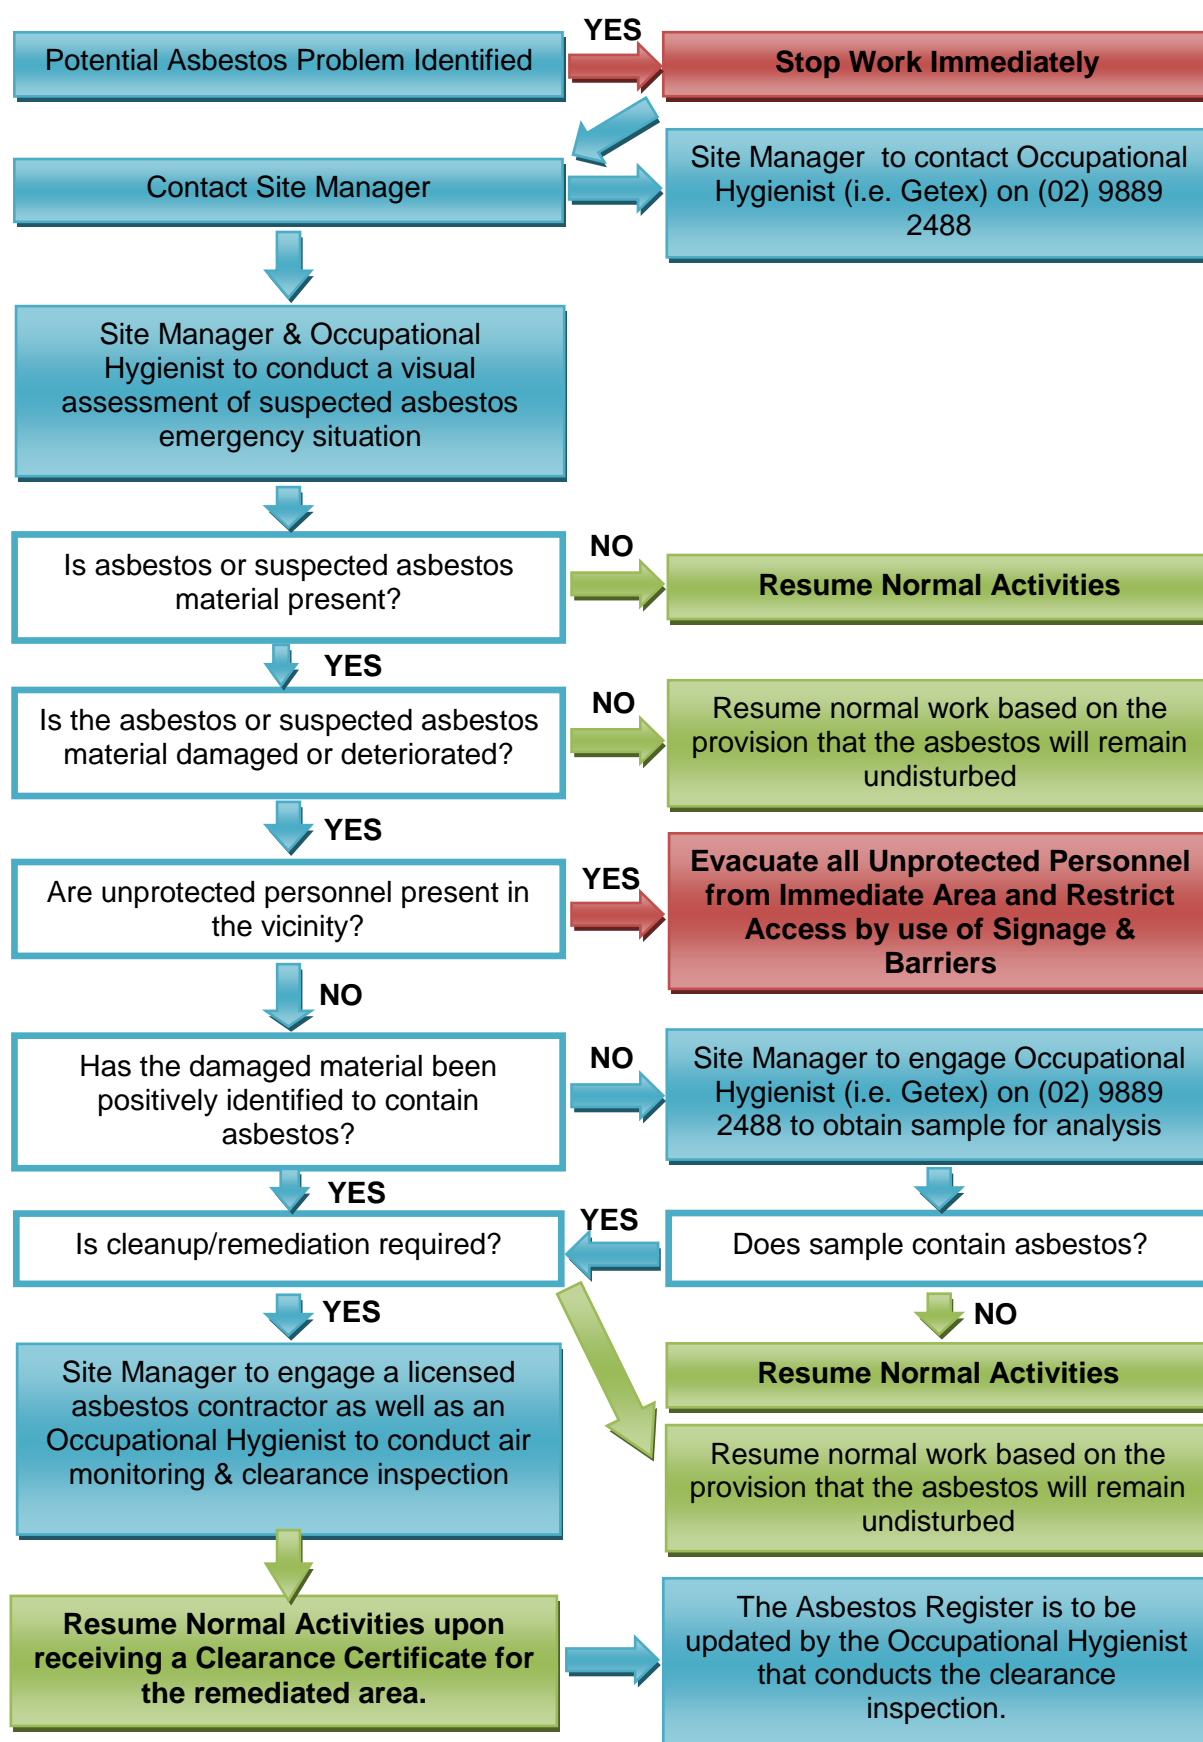 YES
Potential Asbestos Problem Identified
Stop Work Immediately
Contact Site Manager
Site Manager to contact Occupational
Hygienist (i.e. Getex) on (02) 9889
2488
Site Manager & Occupational
Hygienist to conduct a visual
assessment of suspected asbestos
emergency situation
Is asbestos or suspected asbestos
material present?
NO
Resume Normal Activities
YES
Is the asbestos or suspected asbestos
material damaged or deteriorated?
NO
Resume normal work based on the
provision that the asbestos will remain
undisturbed
YES
Are unprotected personnel present in
the vicinity?
YES
Evacuate all Unprotected Personnel
from Immediate Area and Restrict
Access by use of Signage &
Barriers
NO
Has the damaged material been
positively identified to contain
asbestos?
NO
Site Manager to engage Occupational
Hygienist (i.e. Getex) on (02) 9889
2488 to obtain sample for analysis
YES
Is cleanup/remediation required?
YES
Does sample contain asbestos?
YES
NO
Site Manager to engage a licensed
asbestos contractor as well as an
Occupational Hygienist to conduct air
monitoring & clearance inspection
Resume Normal Activities
Resume normal work based on the
provision that the asbestos will remain
undisturbed
Resume Normal Activities upon
receiving a Clearance Certificate for
the remediated area.
The Asbestos Register is to be
updated by the Occupational Hygienist
that conducts the clearance
inspection.